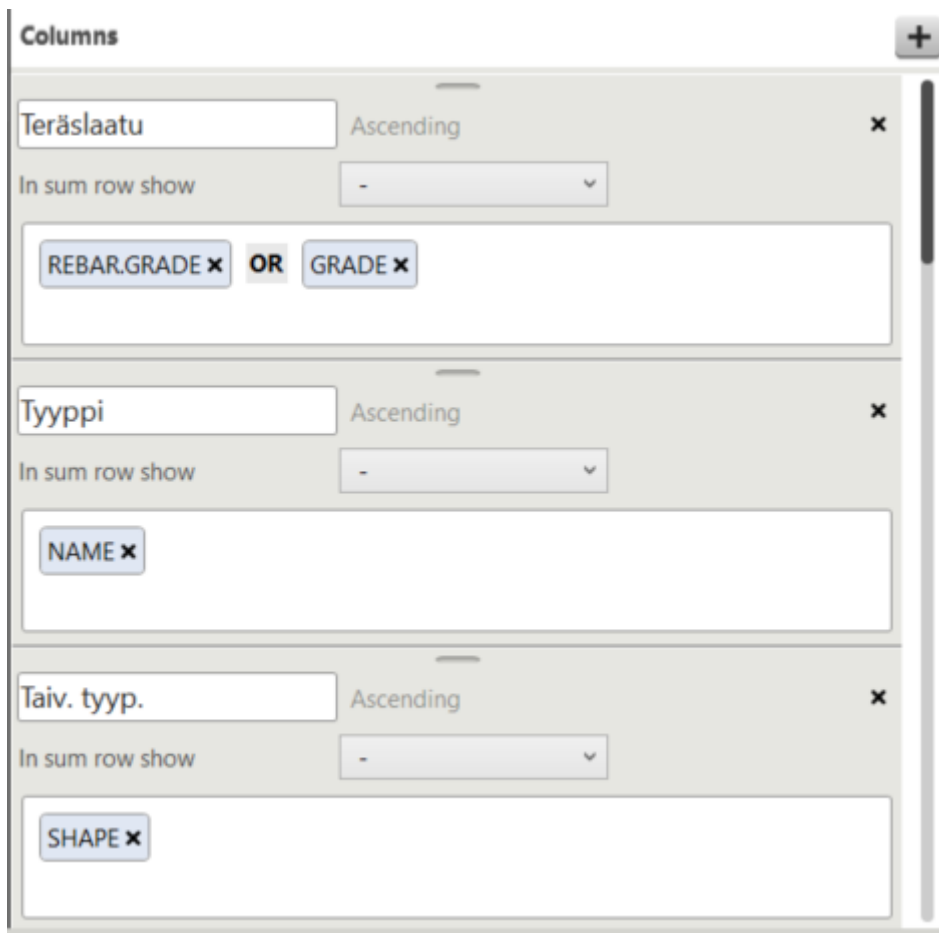 Columns
Teräslaatu Ascending
In sum row show -
REBAR.GRADE OR GRADE
Tyyppi Ascending
In sum row show -
NAME
Taiv. tyyp. Ascending
In sum row show -
SHAPE